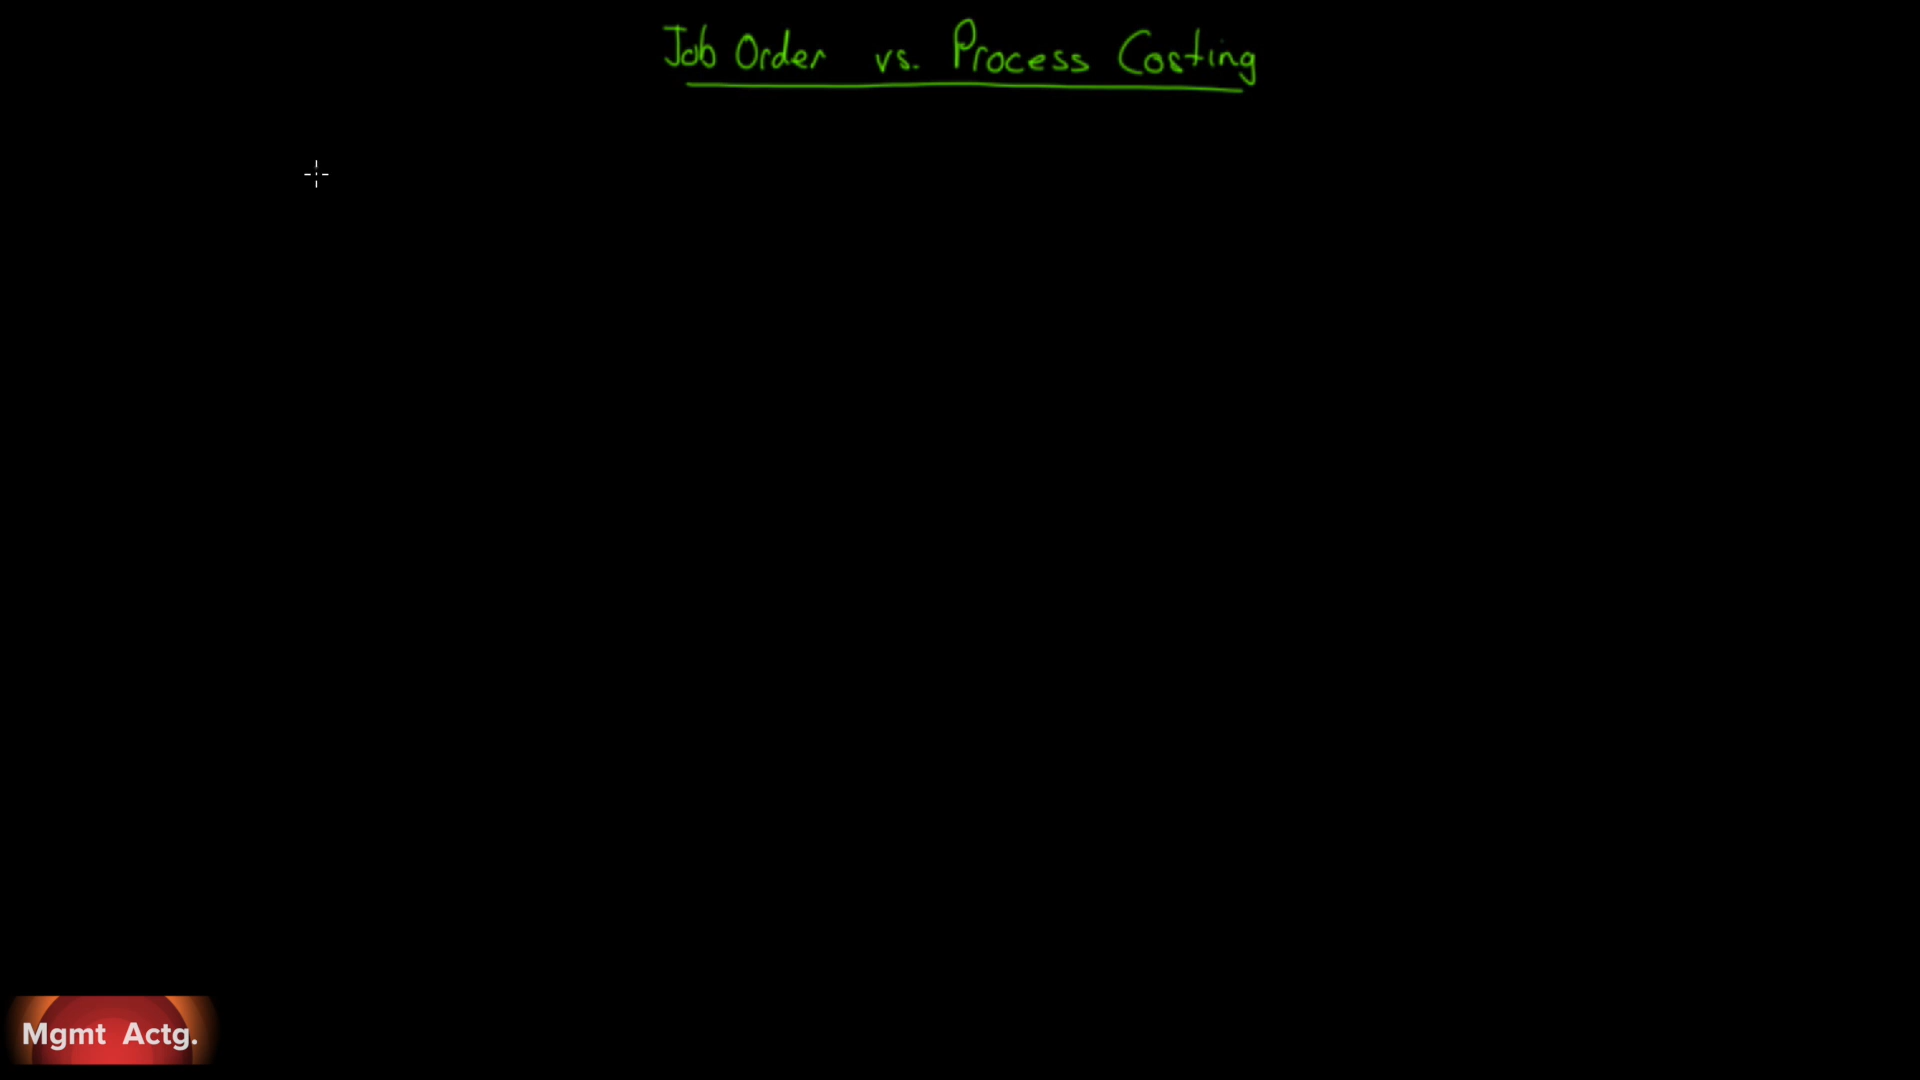 Job Order vs. Process Costing
Mgmt Actg.